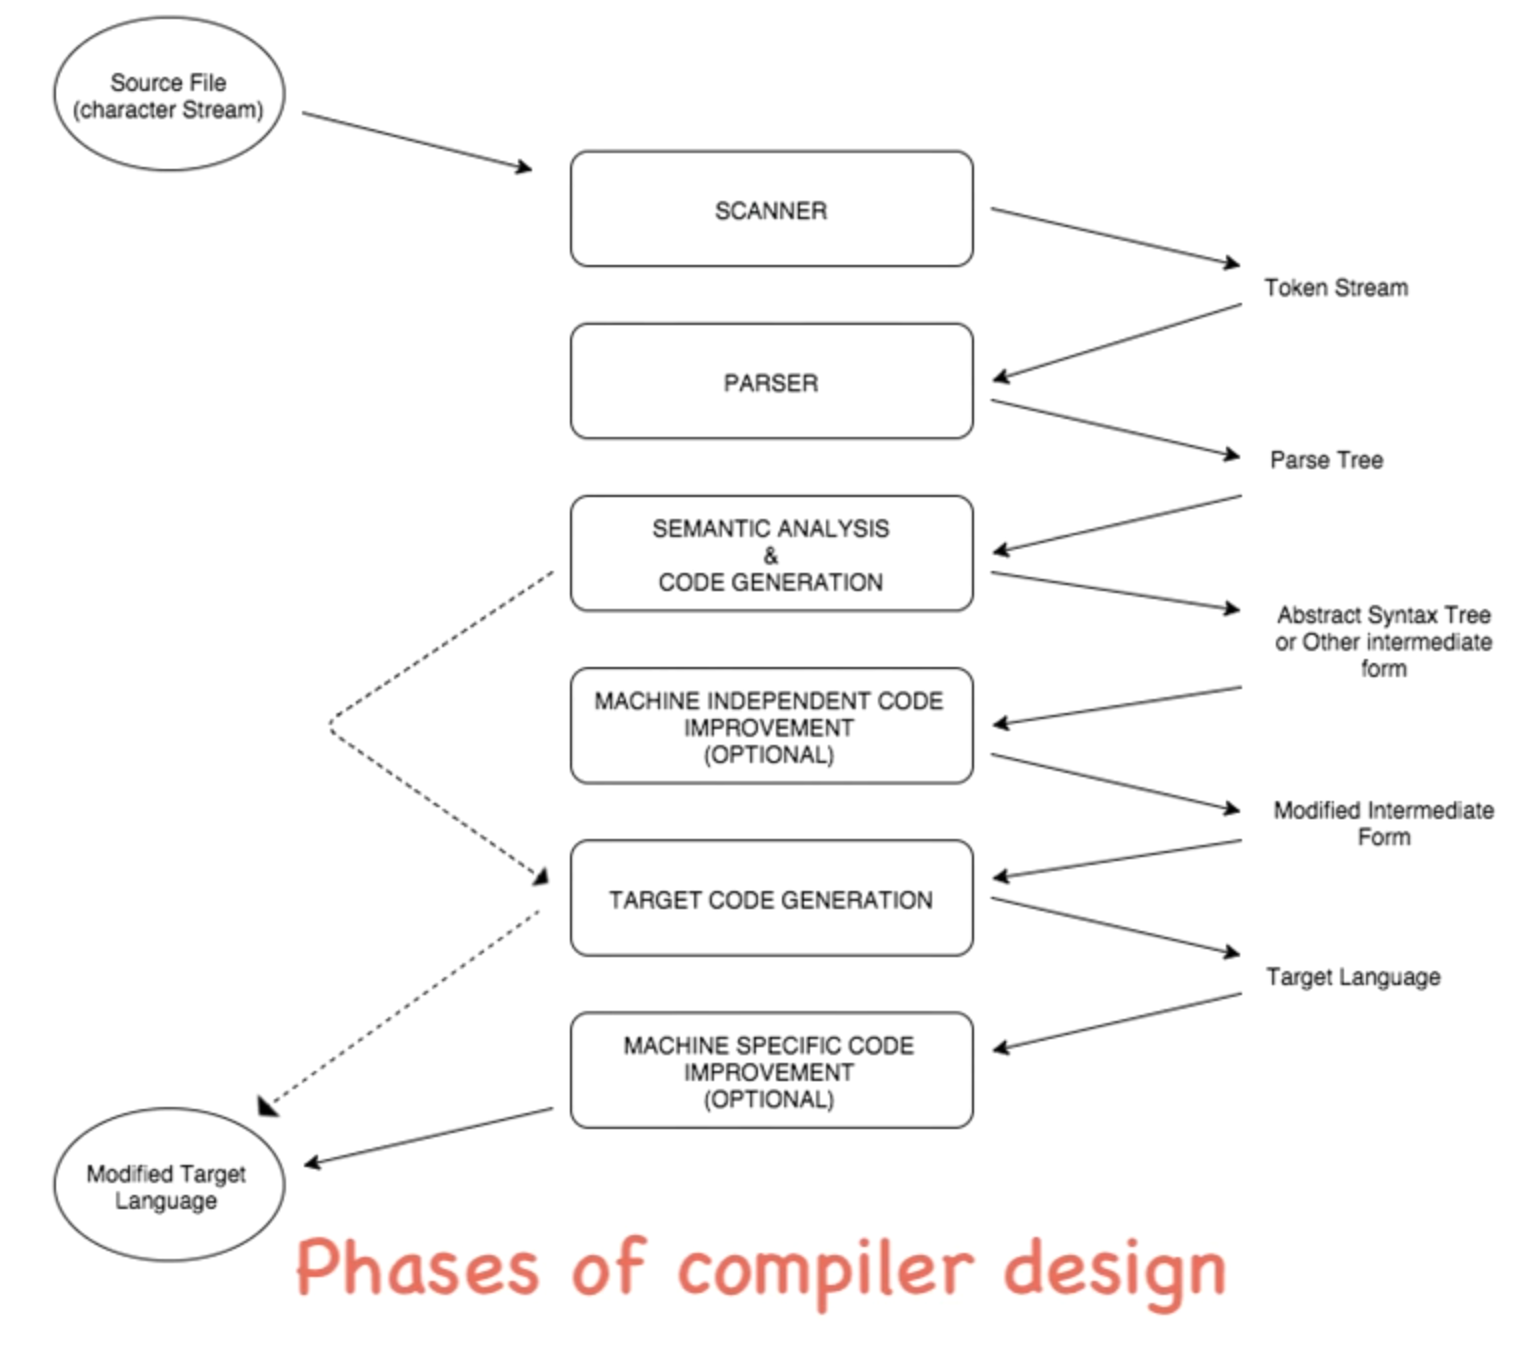 Source File
(character Stream)
SCANNER
Token Stream
PARSER
Parse Tree
SEMANTIC ANALYSIS
&
CODE GENERATION
Abstract Syntax Tree
or Other intermediate
form
MACHINE INDEPENDENT CODE
IMPROVEMENT
(OPTIONAL)
Modified Intermediate
Form
TARGET CODE GENERATION
Target Language
MACHINE SPECIFIC CODE
IMPROVEMENT
(OPTIONAL)
Modified Target
Language
Phases of compiler design